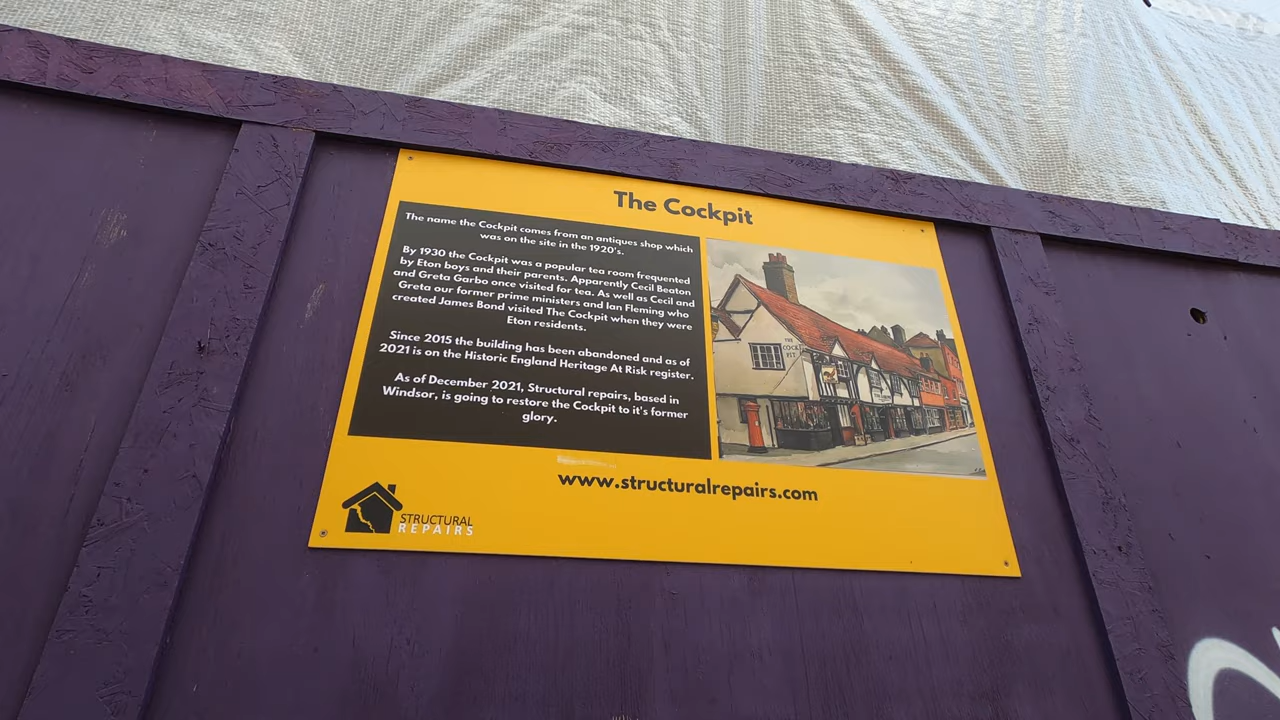 The Cockpit
The name the Cockpit comes from an antiques shop which
was on the site in the 1920's.
By 1930 the Cockpit was a popular tea room frequented
by Eton boys and their parents. Apparently Cecil Beaton
and Greta Garbo once visited for tea. As well as Cecil and
Greta our former prime ministers and Ian Fleming who
created James Bond visited The Cockpit when they were
Eton residents.
Since 2015 the building has been abandoned and as of
2021 is on the Historic England Heritage At Risk register.
As of December 2021, Structural repairs, based in
Windsor, is going to restore the Cockpit to it's former
glory.
THE
COCK
PIT
www.structuralrepairs.com
STRUCTURAL
REPAIRS